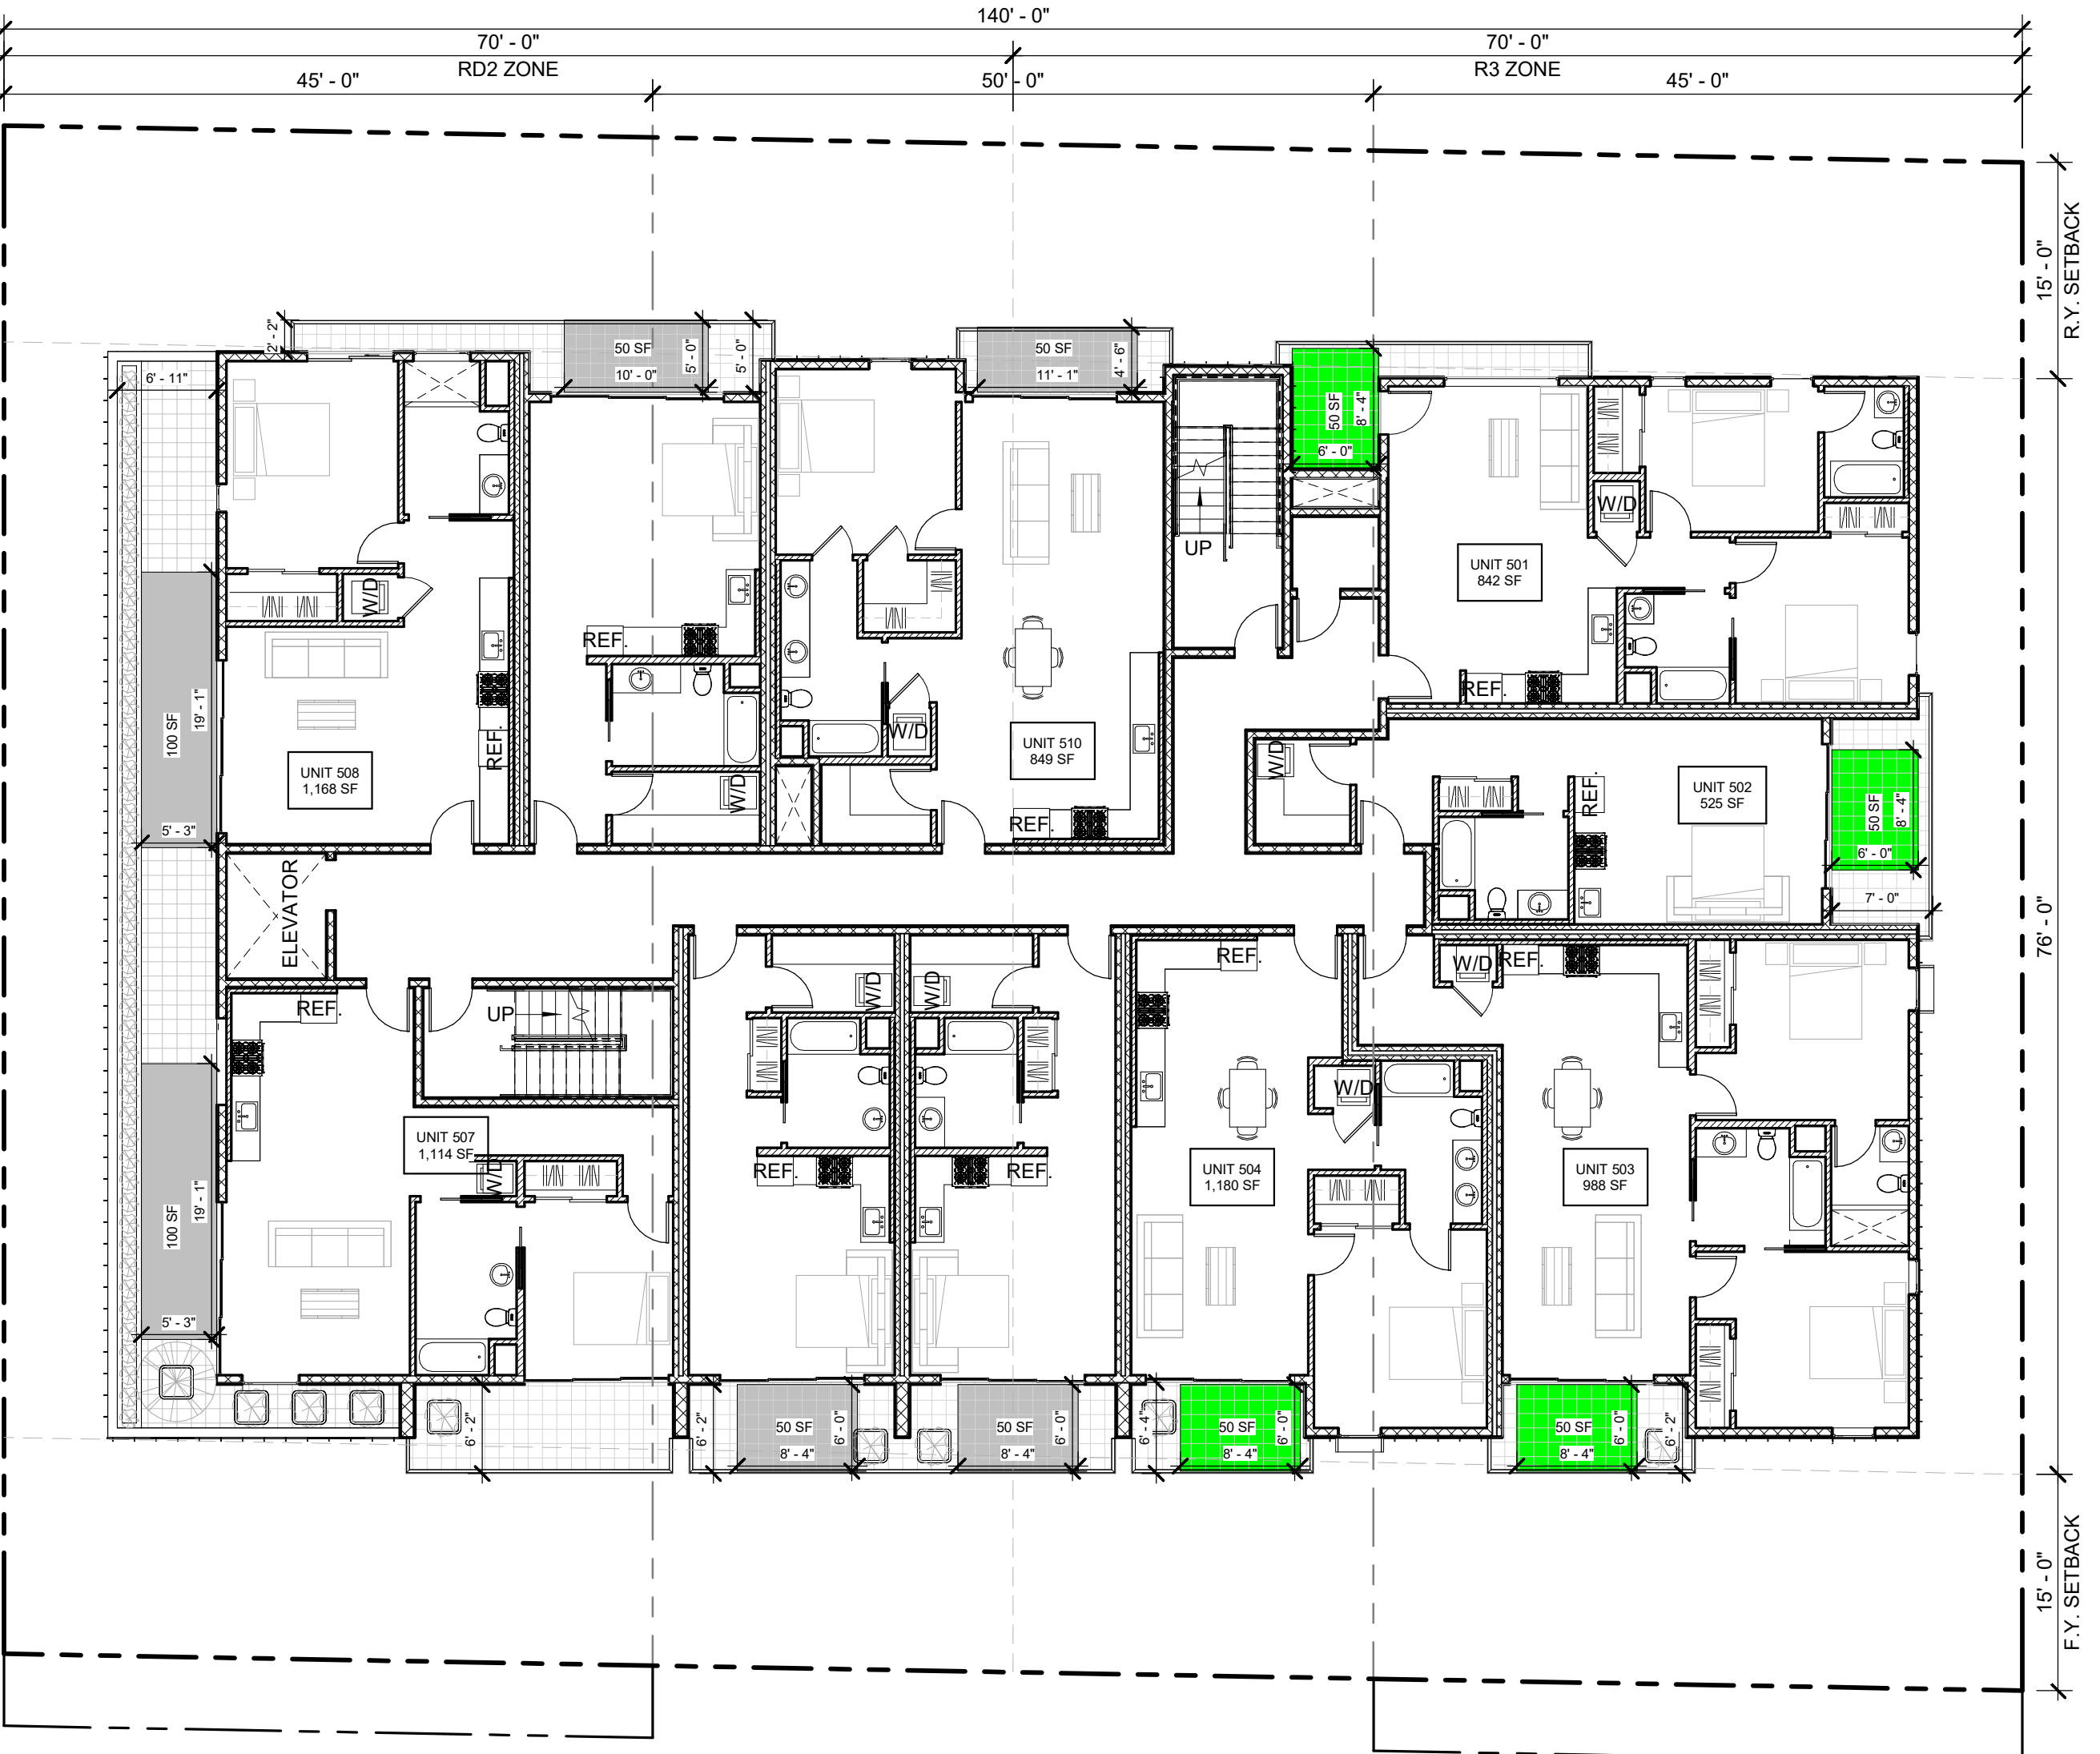 140' - 0"
70' - 0"
70' - 0"
RD2 ZONE
R3 ZONE
45' - 0"
50' - 0"
45' - 0"
15' - 0"
R.Y. SETBACK
2' - 2"
50 SF
10' - 0"
5' - 0"
5' - 0"
50 SF
11' - 1"
4' - 6"
50 SF
8' - 4"
6' - 0"
6' - 11"
W/D
UP
UNIT 501
842 SF
W/D
REF.
REF.
100 SF
19' - 1"
5' - 3"
UNIT 508
1,168 SF
REF.
W/D
W/D
UNIT 510
849 SF
REF.
W/D
REF.
UNIT 502
525 SF
50 SF
8' - 4"
6' - 0"
7' - 0"
76' - 0"
ELEVATOR
REF.
UP
W/D
W/D
REF.
W/D
REF.
100 SF
19' - 1"
5' - 3"
UNIT 507
1,114 SF
W/D
REF.
REF.
W/D
UNIT 504
1,180 SF
UNIT 503
988 SF
6' - 2"
6' - 2"
50 SF
8' - 4"
6' - 0"
50 SF
8' - 4"
6' - 0"
6' - 4"
50 SF
8' - 4"
6' - 0"
50 SF
8' - 4"
6' - 0"
6' - 2"
15' - 0"
F.Y. SETBACK